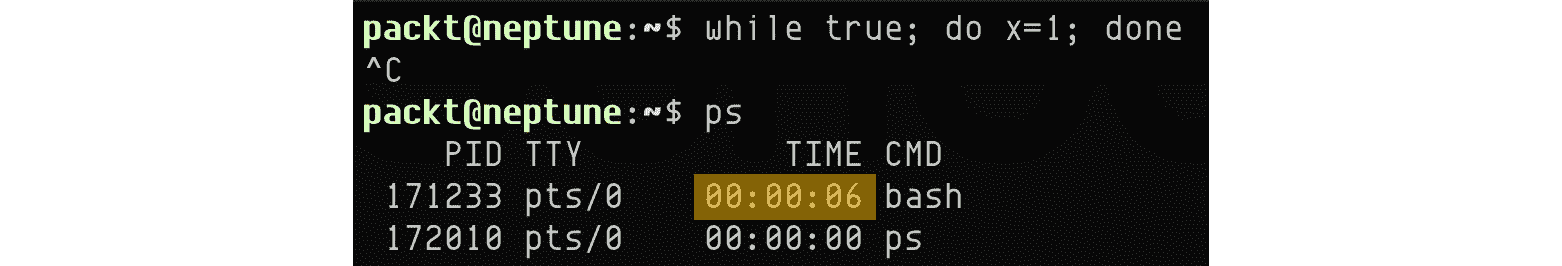 packt@neptune:~$ while true; do x=1; done
^C
packt@neptune:~$ ps
PID TTY TIME CMD
171233 pts/0 00:00:06 bash
172010 pts/0 00:00:00 ps